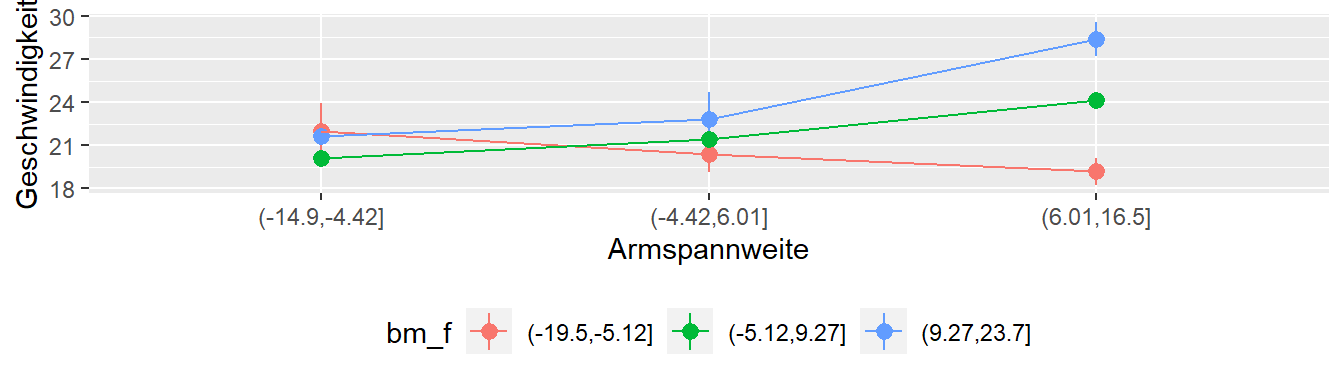 Geschwindigkeit
30
27
24
21
18
(-14.9,-4.42] (-4.42,6.01] (6.01,16.5]
Armspannweite
bm_f (-19.5,-5.12] (-5.12,9.27] (9.27,23.7]